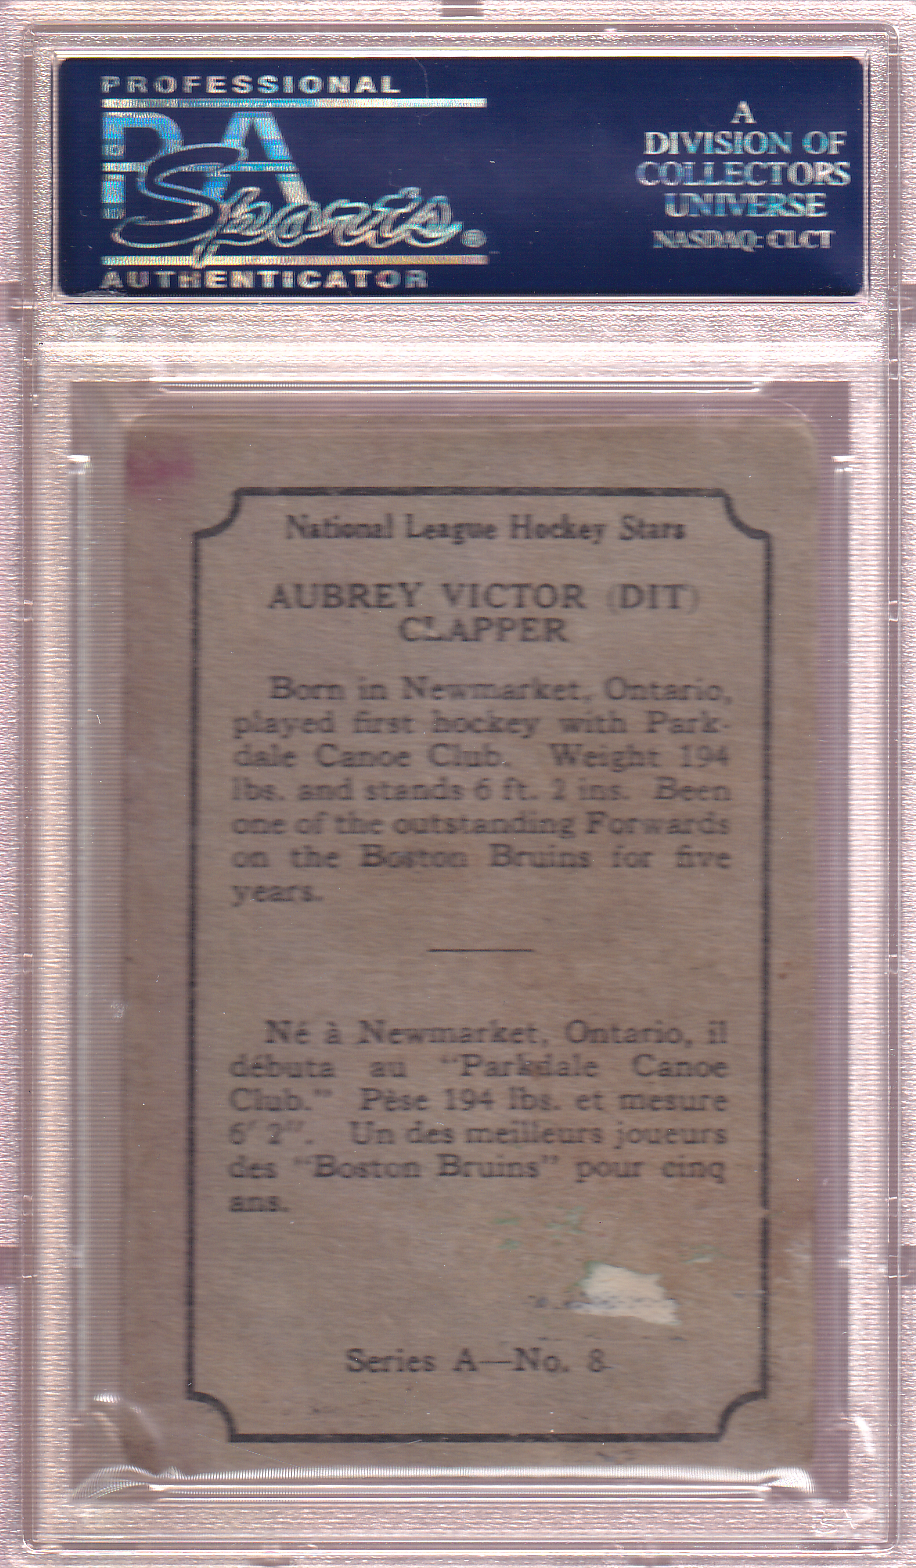 PROFESSIONAL
PSA
Sports®
AUTHENTICATOR
A
DIVISION OF
COLLECTORS
UNIVERSE
NASDAQ: CLCT
National League Hockey Stars
AUBREY VICTOR (DIT)
CLAPPER
Born in Newmarket, Ontario,
played first hockey with Park-
dale Canoe Club. Weight 194
lbs. and stands 6 ft. 2 ins. Been
one of the outstanding Forwards
on the Boston Bruins for five
years.
Né à Newmarket, Ontario, il
débuta au "Parkdale Canoe
Club." Pèse 194 lbs. et mesure
6' 2". Un des meilleurs joueurs
des "Boston Bruins" pour cinq
ans.
Series A—No. 8